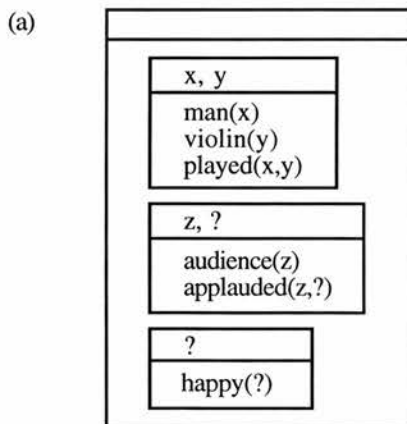 (a)
x, y
man(x)
violin(y)
played(x,y)
z, ?
audience(z)
applauded(z,?)
?
happy(?)